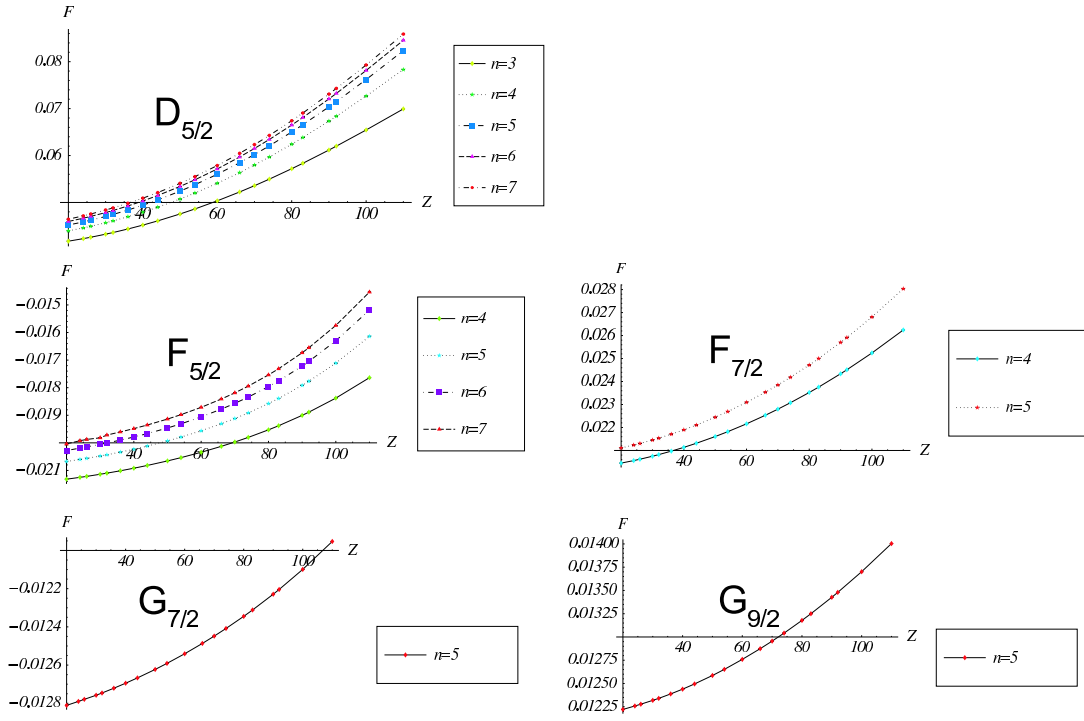 F
0.08
0.07
0.06
20 40 60 80 100 Z
D5/2
n=3
n=4
n=5
n=6
n=7
F
-0.015
-0.016
-0.017
-0.018
-0.019
-0.021
40 60 80 100 Z
F5/2
n=4
n=5
n=6
n=7
F
0.028
0.026
0.025
0.024
0.023
0.022
40 60 80 100 Z
F7/2
n=4
n=5
F
40 60 80 100 Z
-0.0122
-0.0124
-0.0126
-0.0128
G7/2
n=5
F
0.01400
0.01375
0.01350
0.01325
0.01275
0.01250
0.01225
40 60 80 100 Z
G9/2
n=5